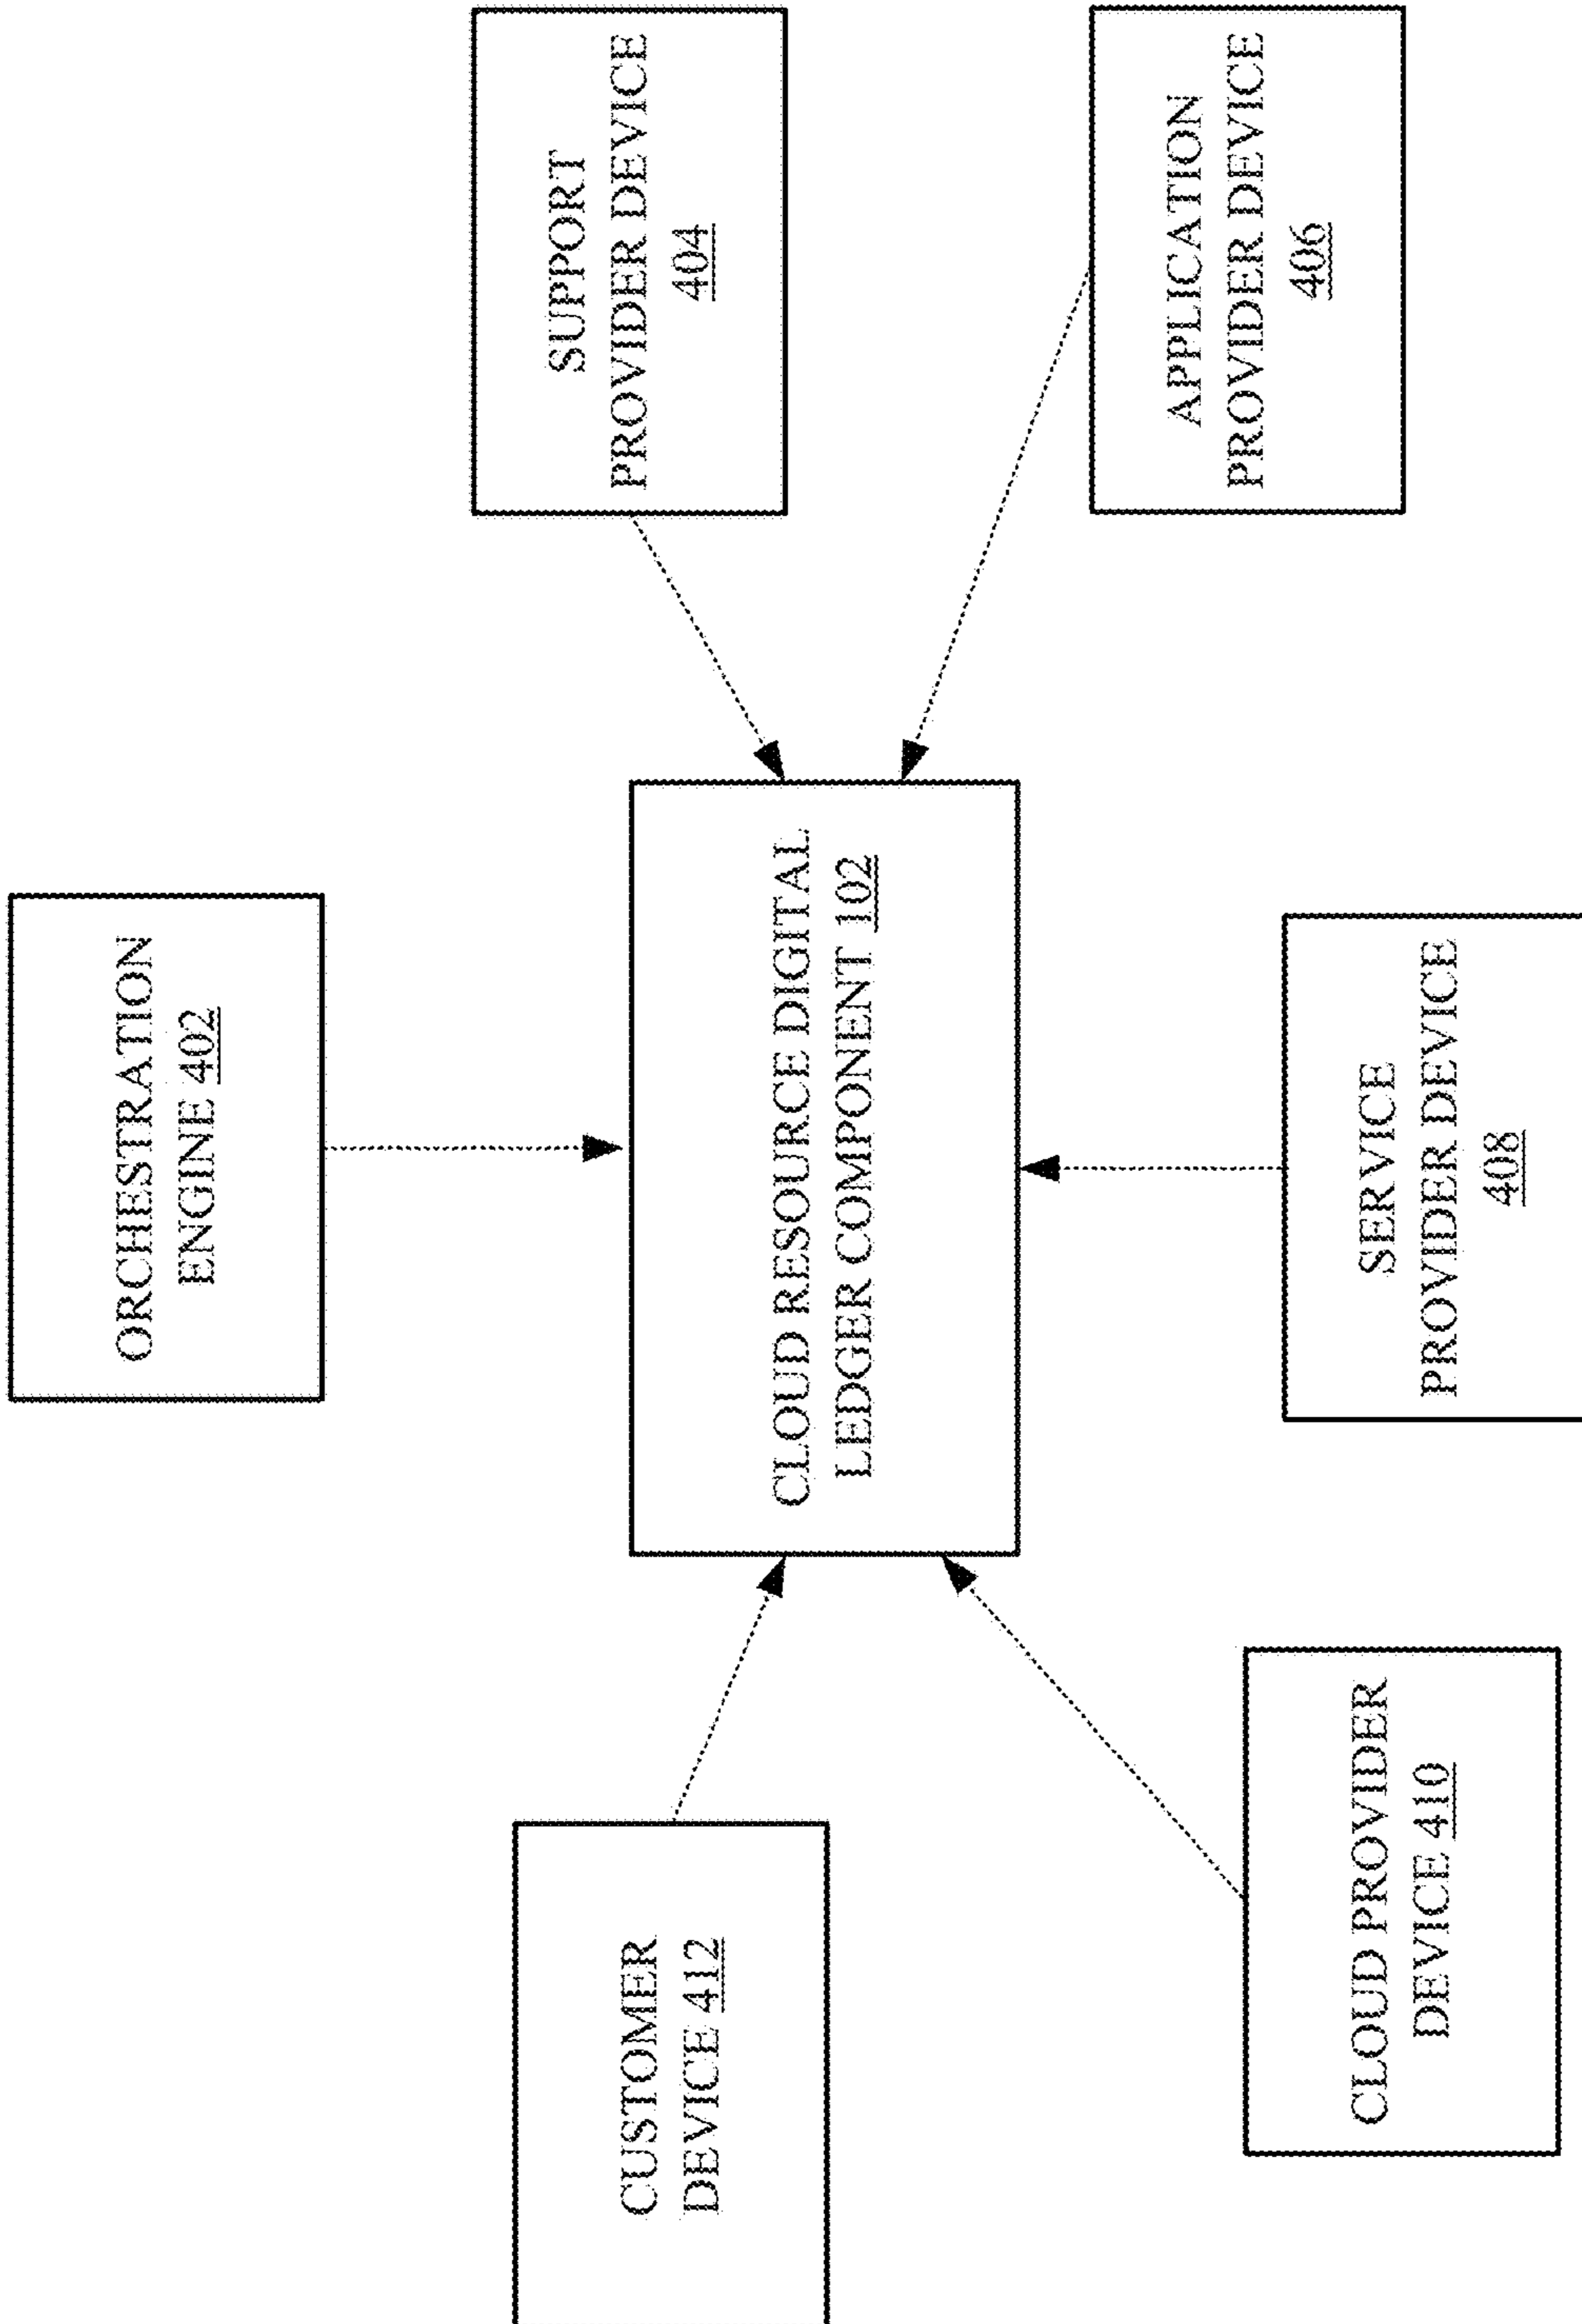 ORCHESTRATION
ENGINE 402
SUPPORT
PROVIDER DEVICE
404
CUSTOMER
DEVICE 412
CLOUD RESOURCE DIGITAL
LEDGER COMPONENT 102
APPLICATION
PROVIDER DEVICE
406
CLOUD PROVIDER
DEVICE 410
SERVICE
PROVIDER DEVICE
408